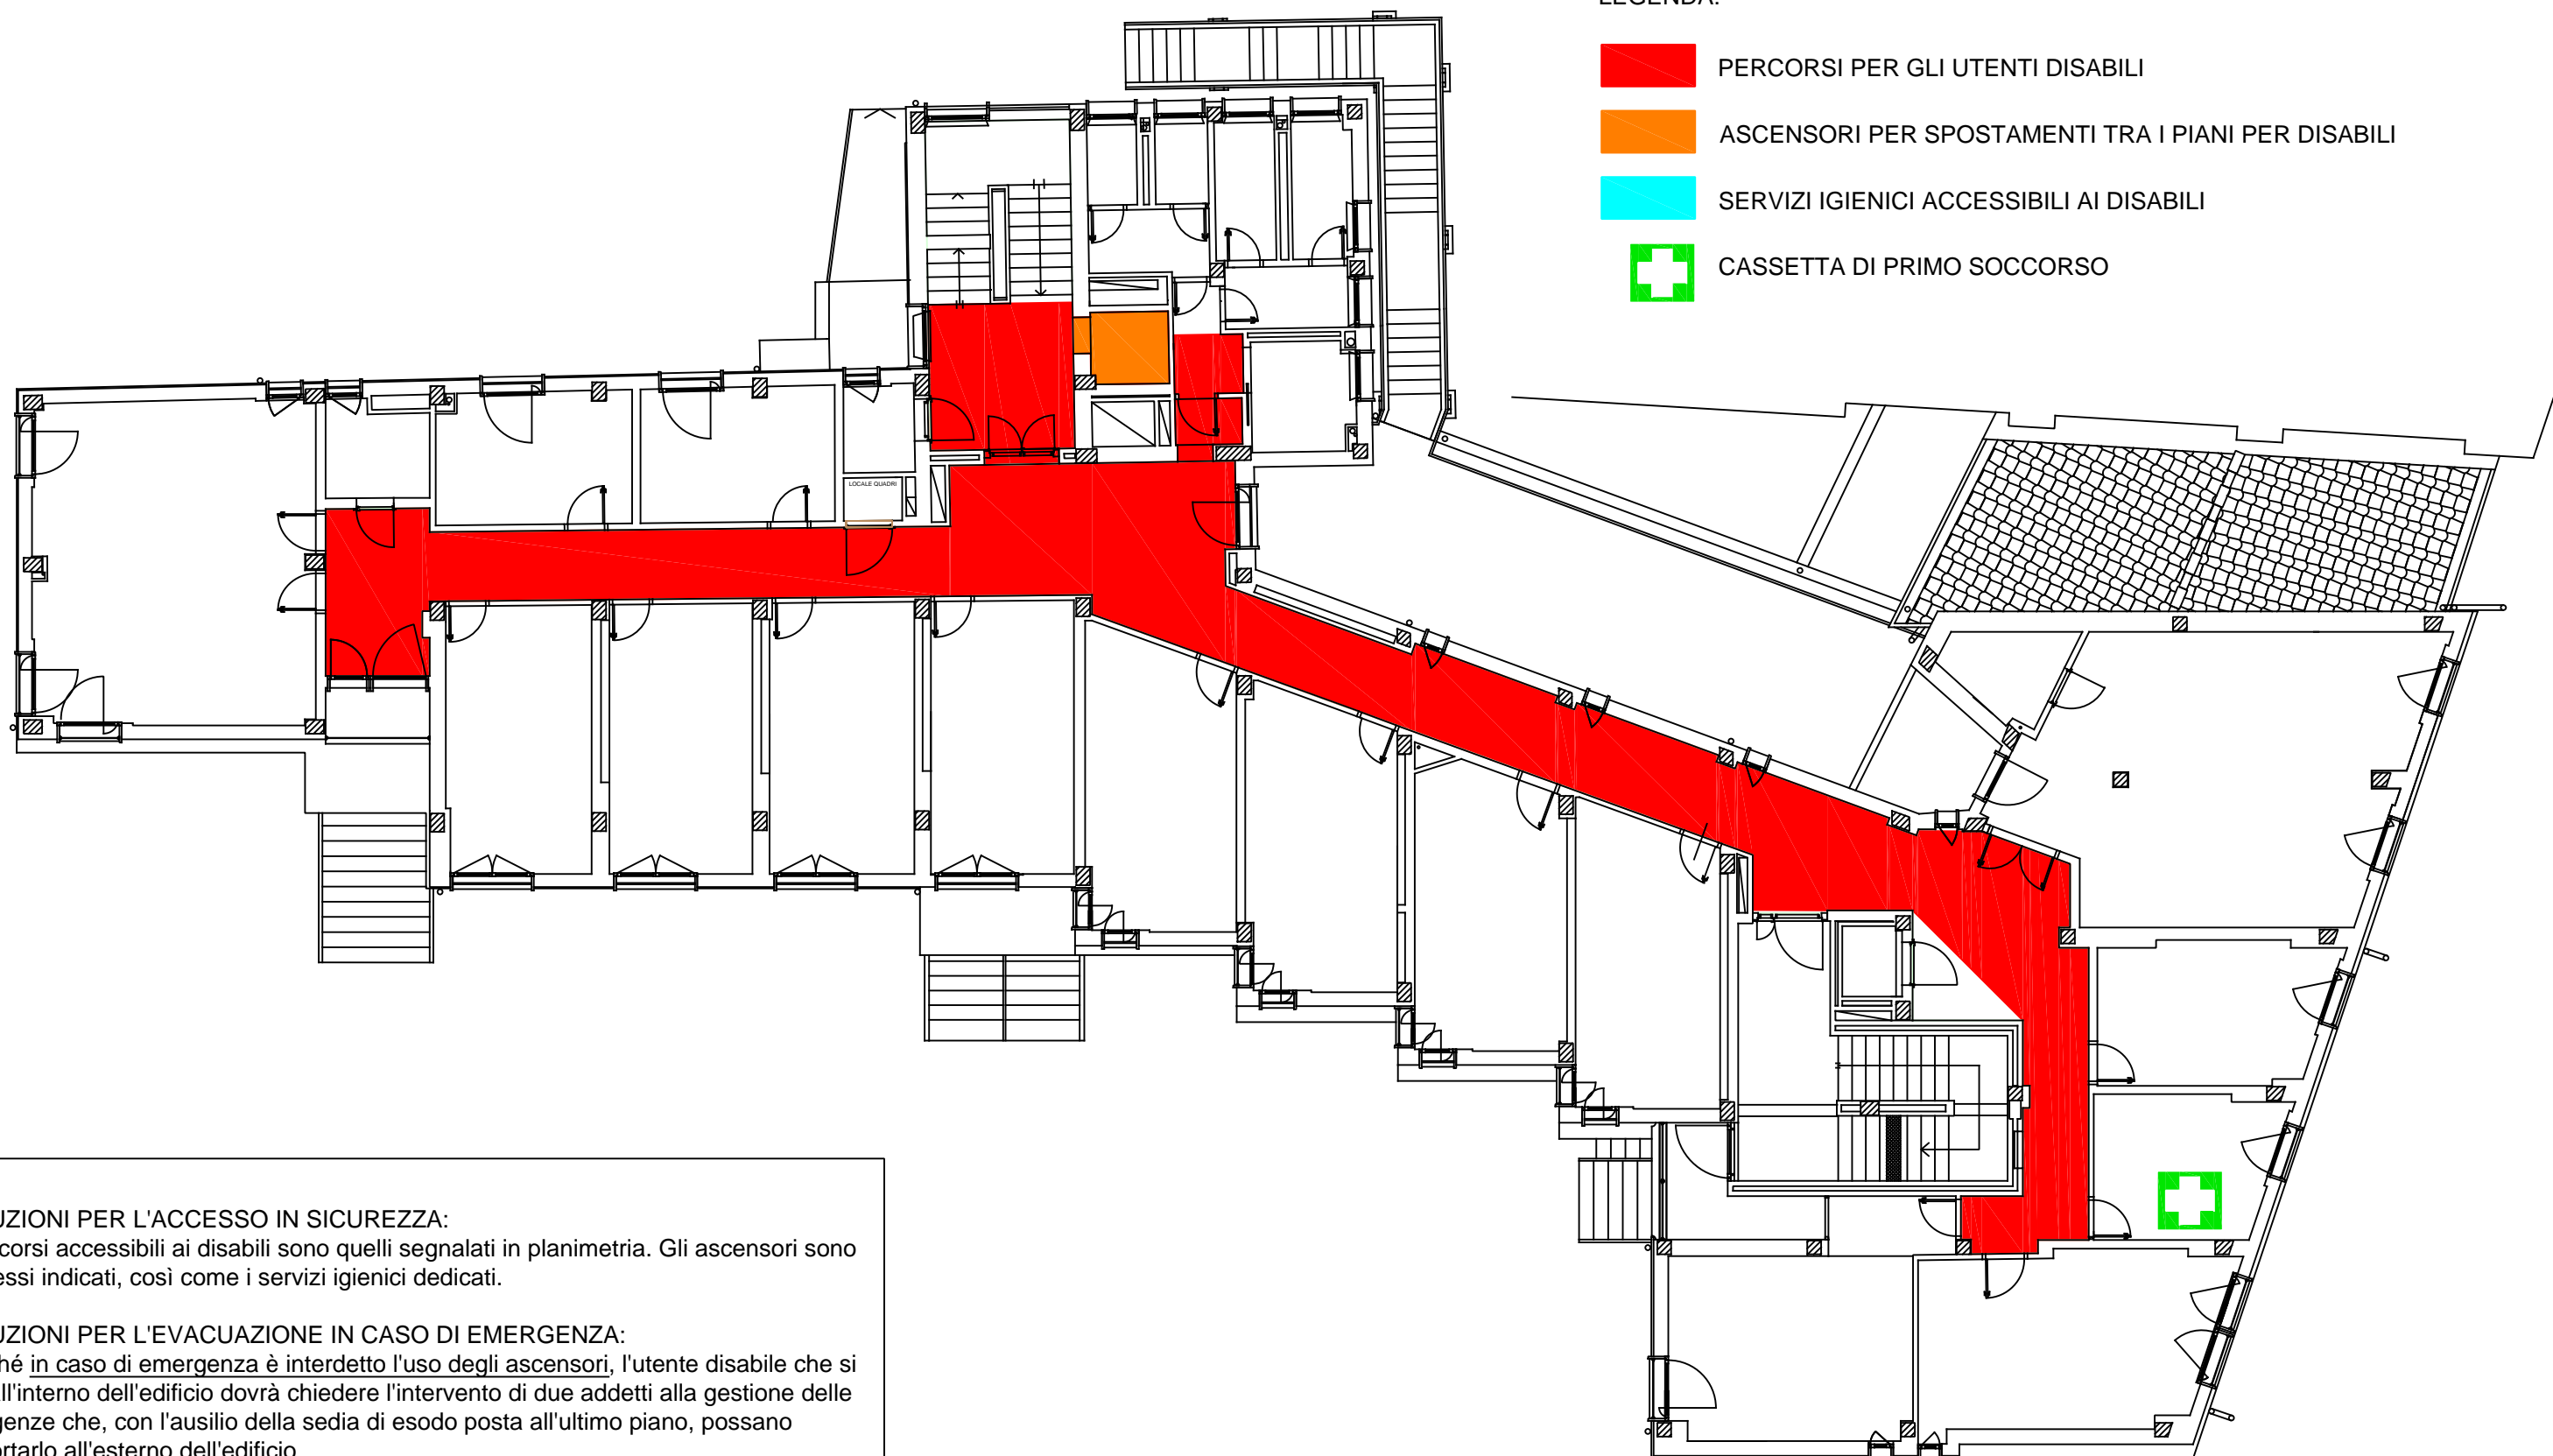 LEGENDA:
PERCORSI PER GLI UTENTI DISABILI
ASCENSORI PER SPOSTAMENTI TRA I PIANI PER DISABILI
SERVIZI IGIENICI ACCESSIBILI AI DISABILI
CASSETTA DI PRIMO SOCCORSO
LOCALE QUADRI
UZIONI PER L'ACCESSO IN SICUREZZA:
corsi accessibili ai disabili sono quelli segnalati in planimetria. Gli ascensori sono
essi indicati, così come i servizi igienici dedicati.
UZIONI PER L'EVACUAZIONE IN CASO DI EMERGENZA:
hé in caso di emergenza è interdetto l'uso degli ascensori, l'utente disabile che si
all'interno dell'edificio dovrà chiedere l'intervento di due addetti alla gestione delle
genze che, con l'ausilio della sedia di esodo posta all'ultimo piano, possano
ortarlo all'esterno dell'edificio